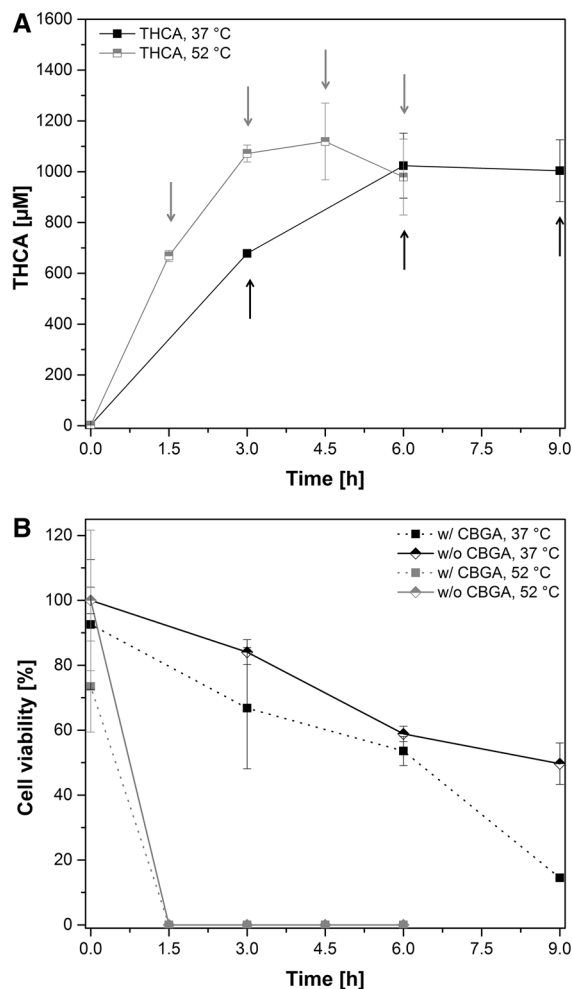 A
THCA, 37 °C
THCA, 52 °C
THCA [µM]
1600
1400
1200
1000
800
600
400
200
0
0.0 1.5 3.0 4.5 6.0 7.5 9.0
Time [h]
B
w/ CBGA, 37 °C
w/o CBGA, 37 °C
w/ CBGA, 52 °C
w/o CBGA, 52 °C
Cell viability [%]
120
100
80
60
40
20
0
0.0 1.5 3.0 4.5 6.0 7.5 9.0
Time [h]